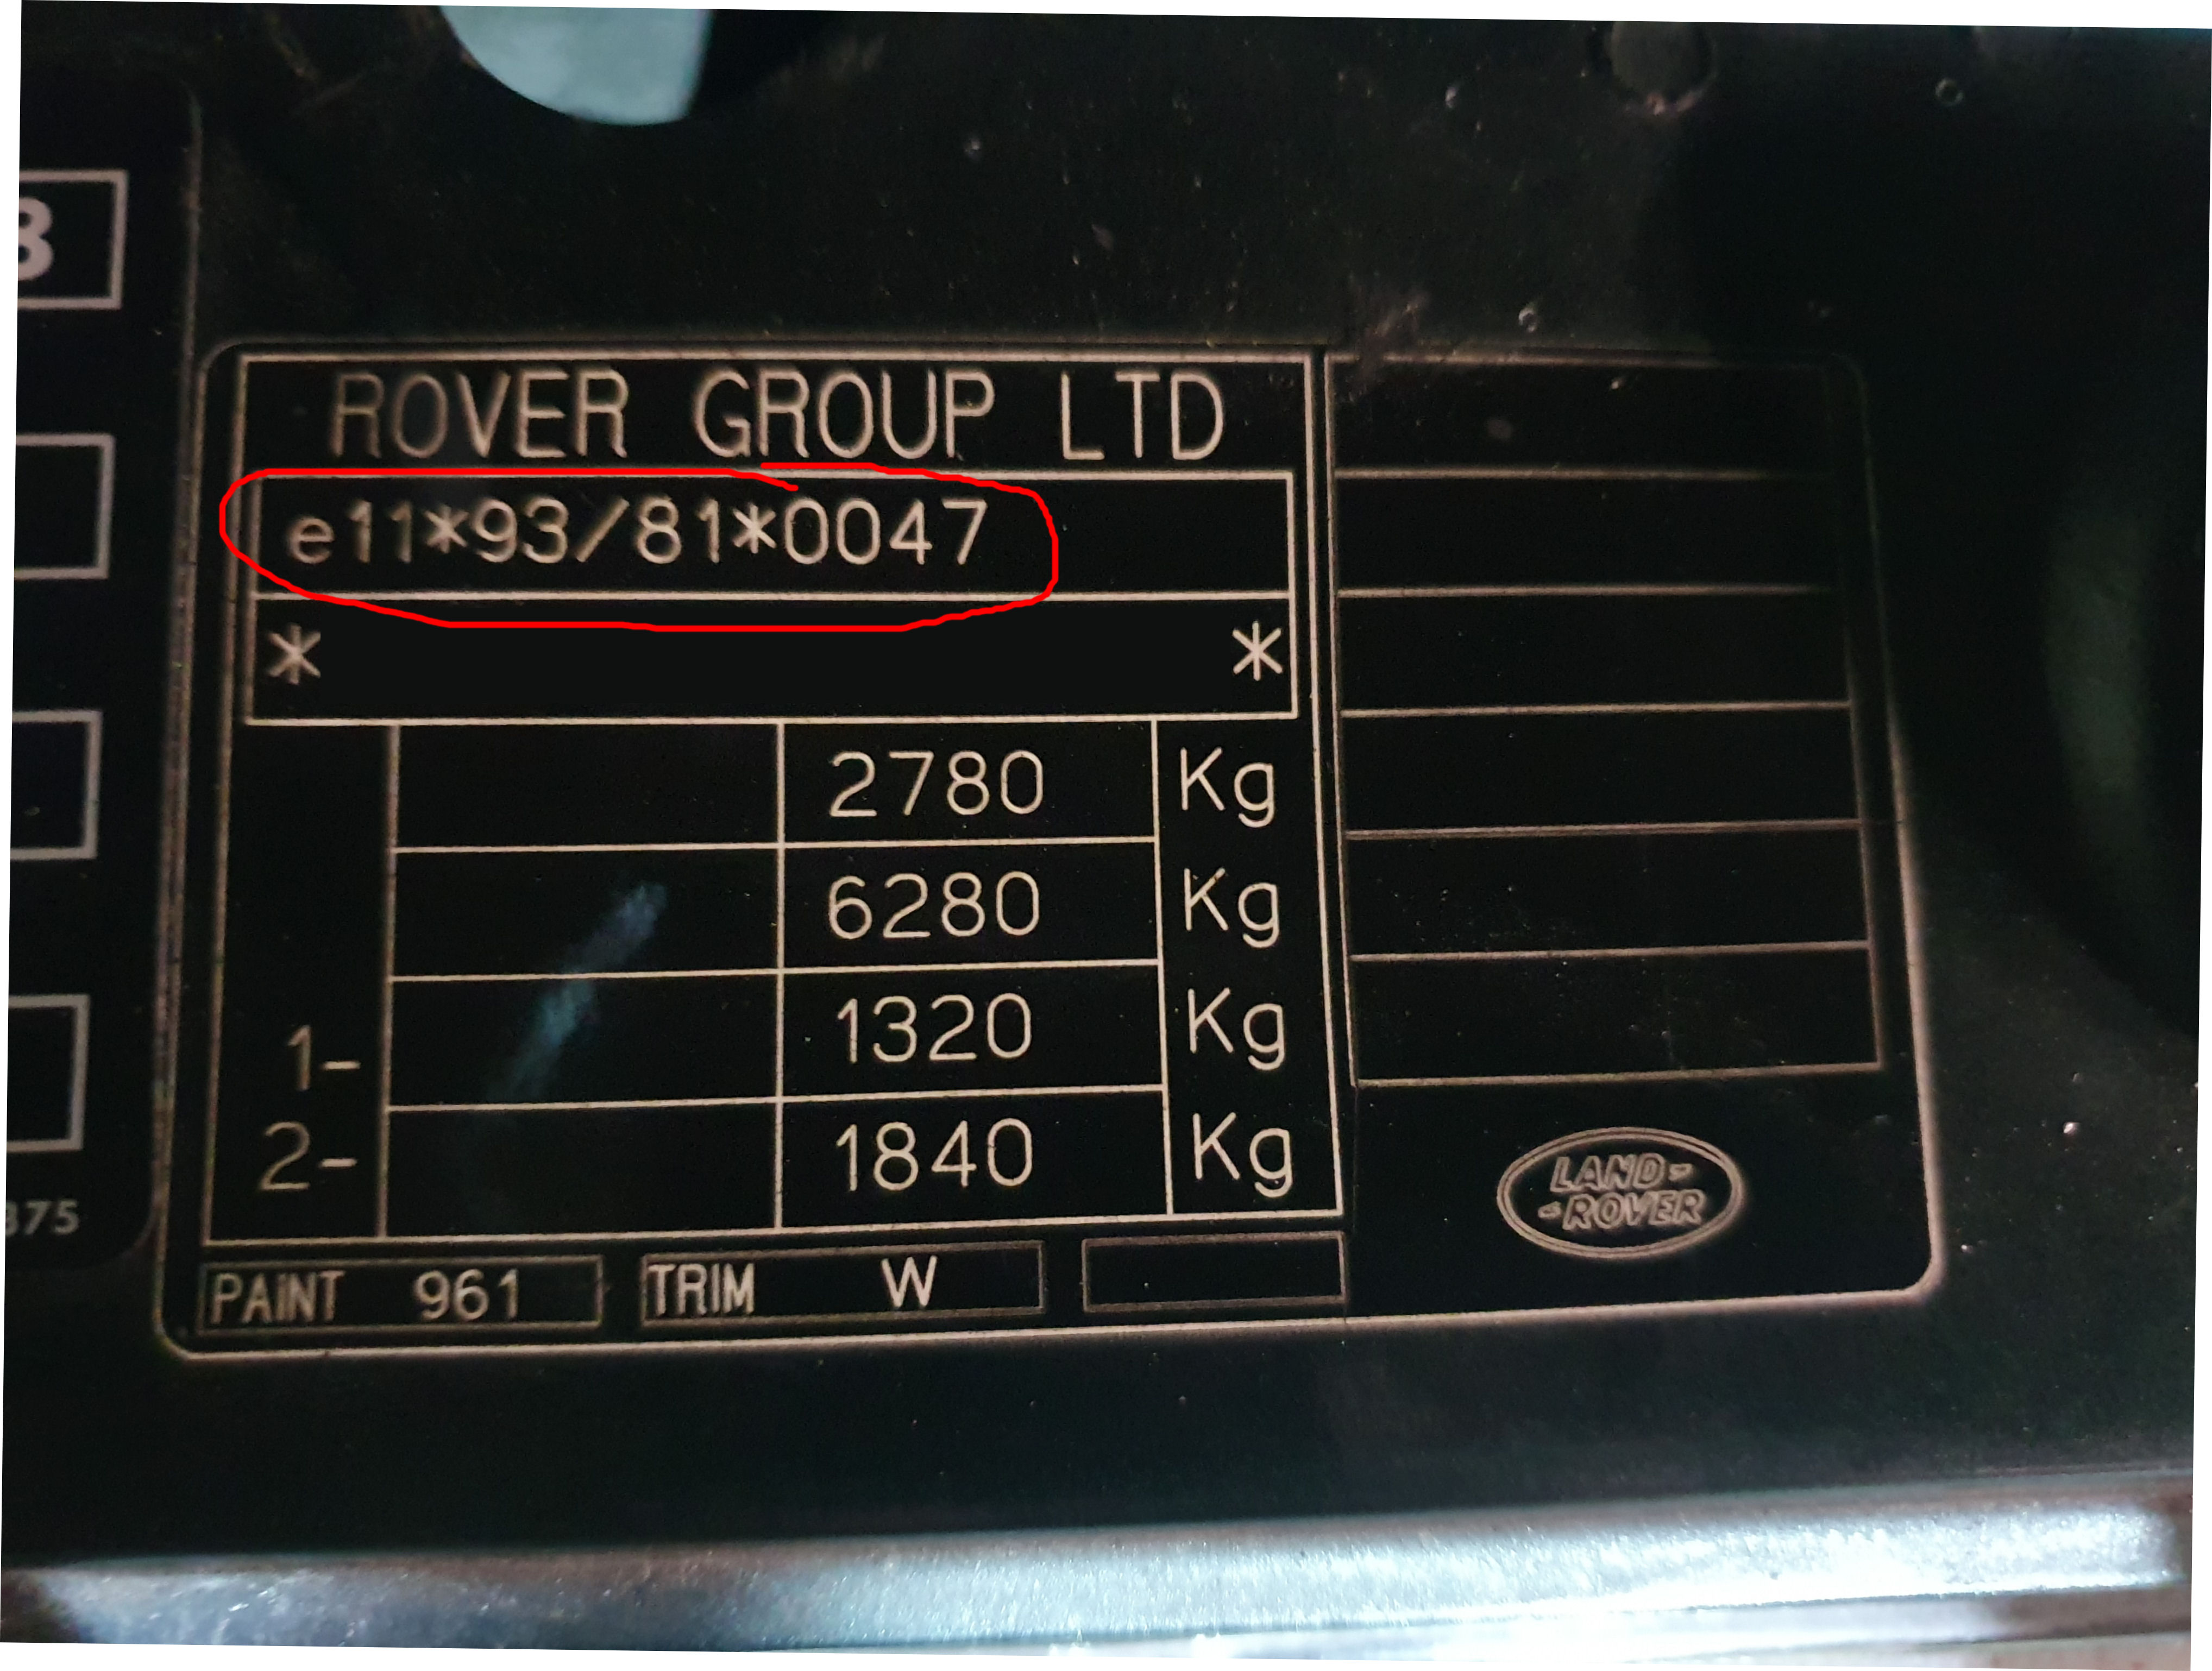 ROVER GROUP LTD
e11*93/81*0047
* *
2780 Kg
6280 Kg
1- 1320 Kg
2- 1840 Kg
PAINT 961 TRIM W
LAND-
-ROVER